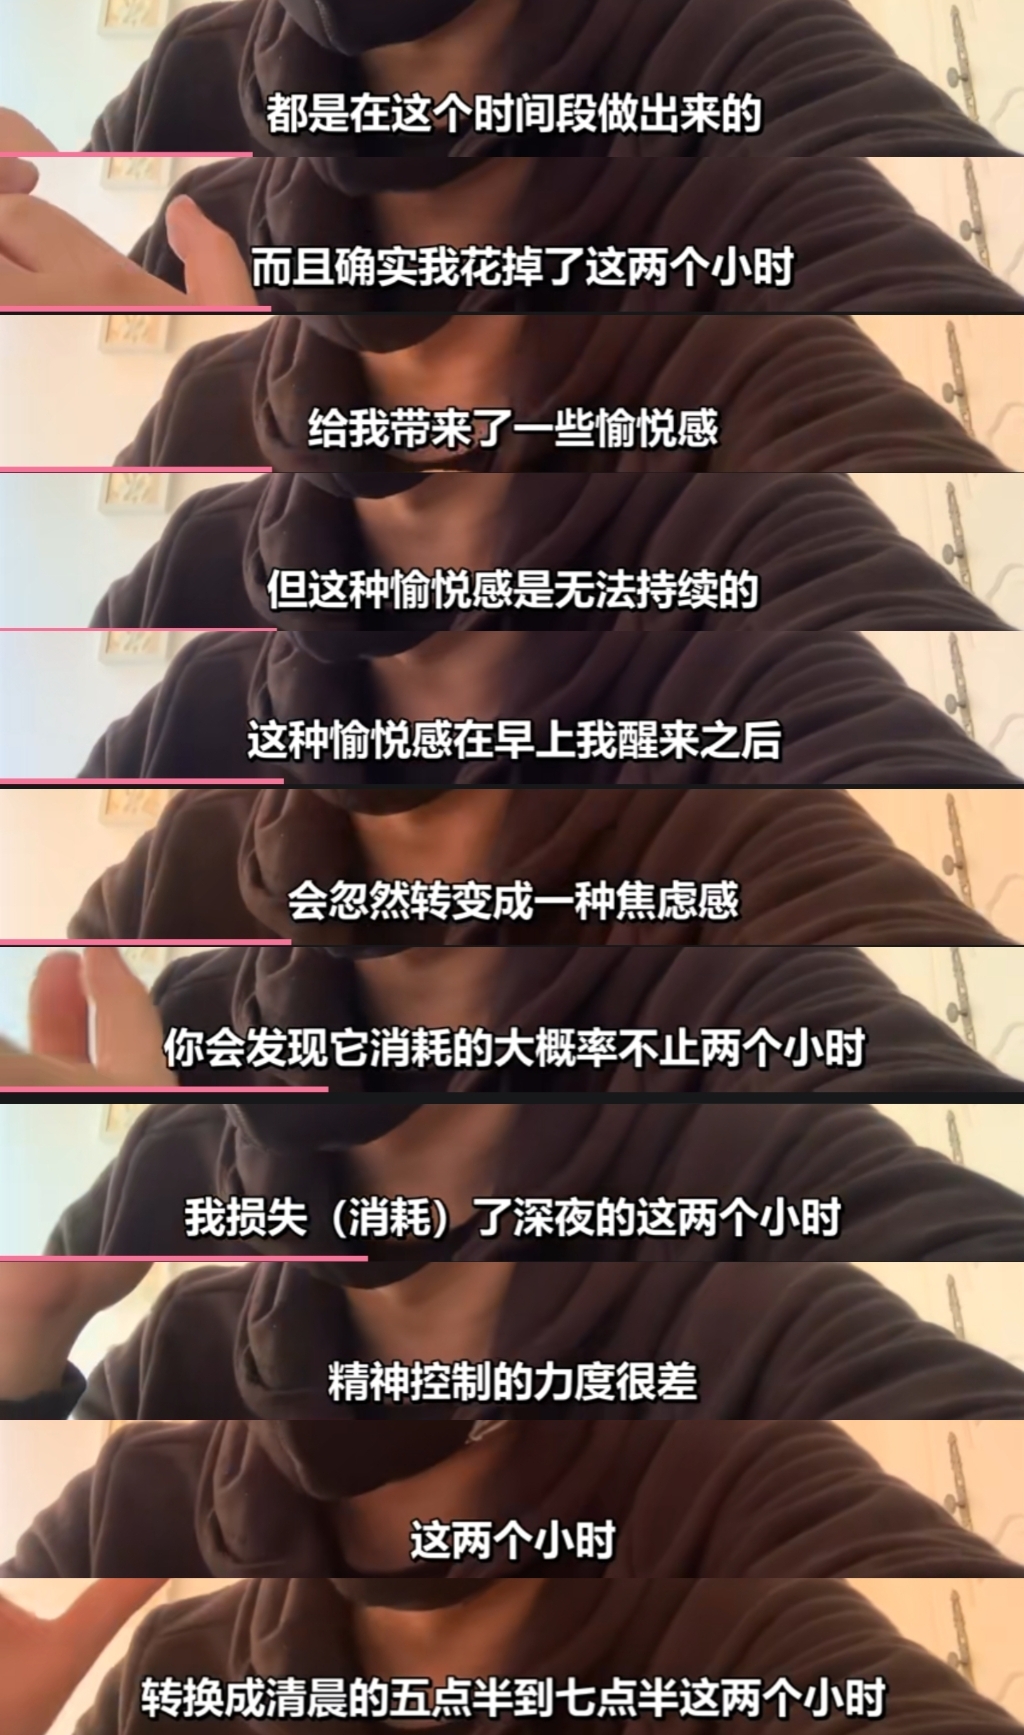 都是在这个时间段做出来的
而且确实我花掉了这两个小时
给我带来了一些愉悦感
但这种愉悦感是无法持续的
这种愉悦感在早上我醒来之后
会忽然转变成一种焦虑感
你会发现它消耗的大概率不止两个小时
我损失（消耗）了深夜的这两个小时
精神控制的力度很差
这两个小时
转换成清晨的五点半到七点半这两个小时